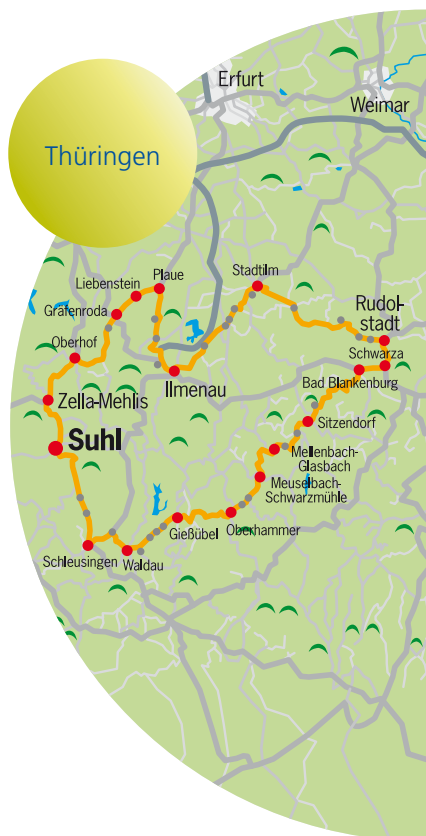 Erfurt
Weimar
Thüringen
Plaue
Stadtilm
Liebenstein
Gräfenroda
Rudol-
stadt
Oberhof
Schwarza
Ilmenau
Bad Blankenburg
Zella-Mehlis
Sitzendorf
Suhl
Mellenbach-
Glasbach
Meuselbach-
Schwarzmühle
Gießübel
Oberhammer
Schleusingen
Waldau